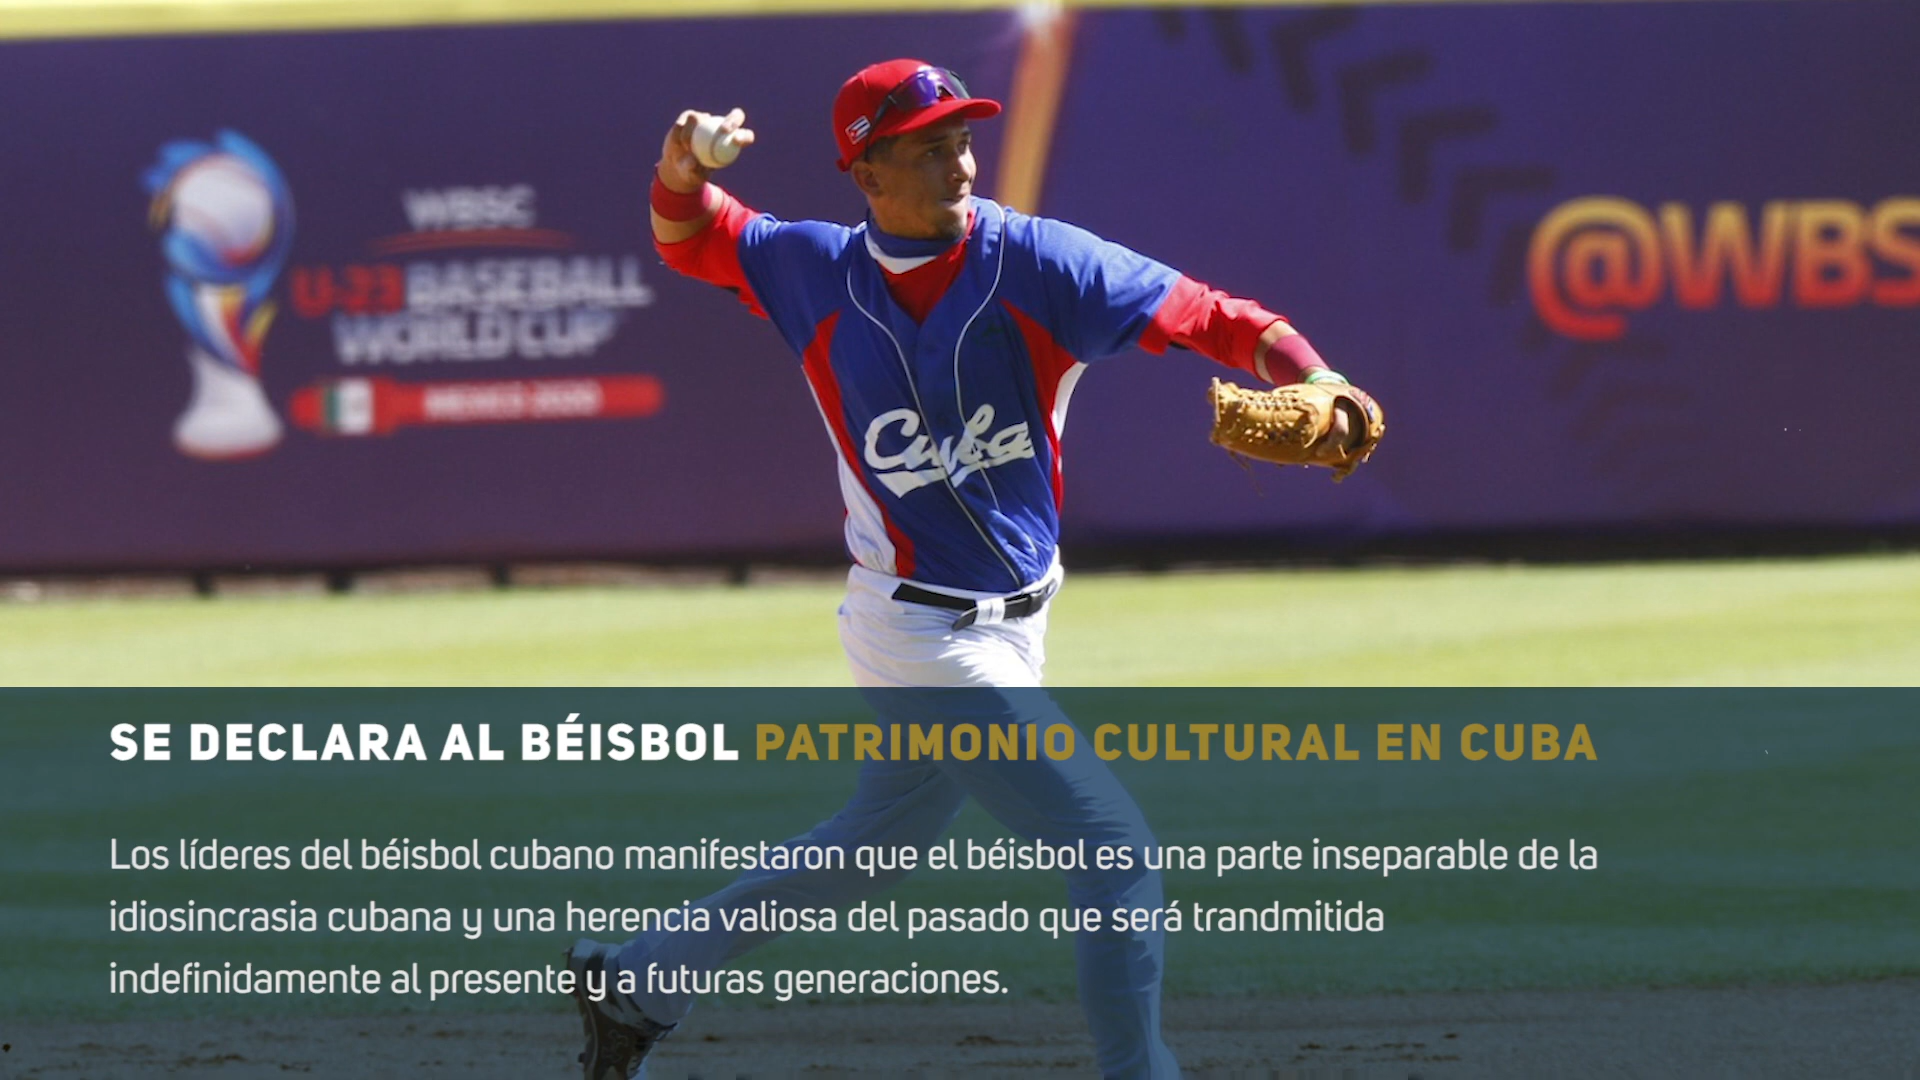 WBSC
U-23 BASEBALL
WORLD CUP
MEXICO 2020
@WBS
Cuba
SE DECLARA AL BÉISBOL PATRIMONIO CULTURAL EN CUBA
Los líderes del béisbol cubano manifestaron que el béisbol es una parte inseparable de la
idiosincrasia cubana y una herencia valiosa del pasado que será trandmitida
indefinidamente al presente y a futuras generaciones.